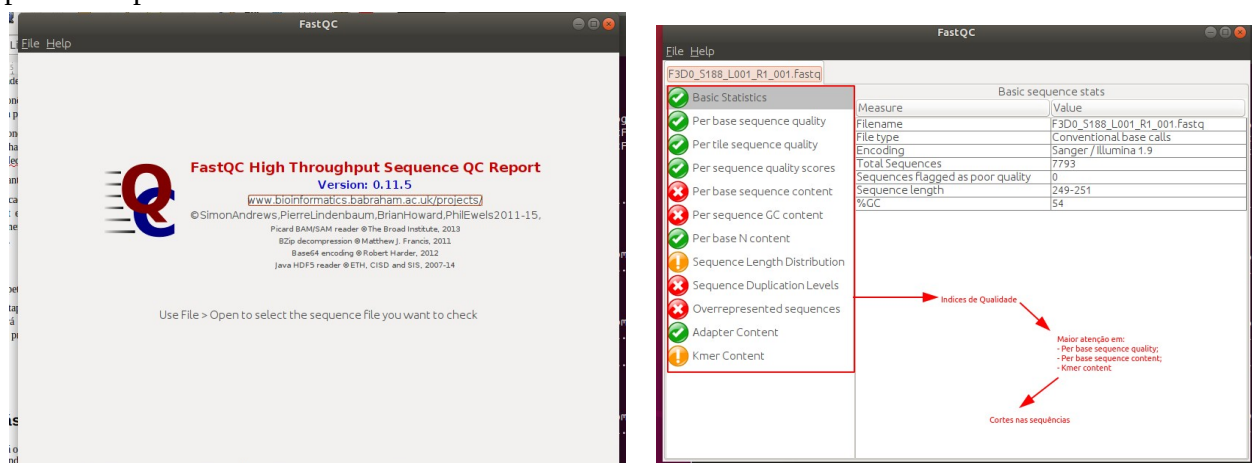 FastQC
File Help
FastQC High Throughput Sequence QC Report
Version: 0.11.5
www.bioinformatics.babraham.ac.uk/projects/
©SimonAndrews,PierreLindenbaum,BrianHoward,PhilEwels2011-15,
Picard BAM/SAM reader ©The Broad Institute, 2013
BZip decompression ©Matthew J. Francis, 2011
Base64 encoding ©Robert Harder, 2012
Java HDF5 reader ©ETH, CISD and SIS, 2007-14
Use File > Open to select the sequence file you want to check
FastQC
File Help
F3D0_S188_L001_R1_001.fastq
Basic Statistics
Per base sequence quality
Per tile sequence quality
Per sequence quality scores
Per base sequence content
Per sequence GC content
Per base N content
Sequence Length Distribution
Sequence Duplication Levels
Overrepresented sequences
Adapter Content
Kmer Content
Basic sequence stats
Measure Value
Filename F3D0_S188_L001_R1_001.fastq
File type Conventional base calls
Encoding Sanger / Illumina 1.9
Total Sequences 7793
Sequences flagged as poor quality 0
Sequence length 249-251
%GC 54
Indices de Qualidade
Maior atenção em:
- Per base sequence quality;
- Per base sequence content;
- Kmer content
Cortes nas sequências